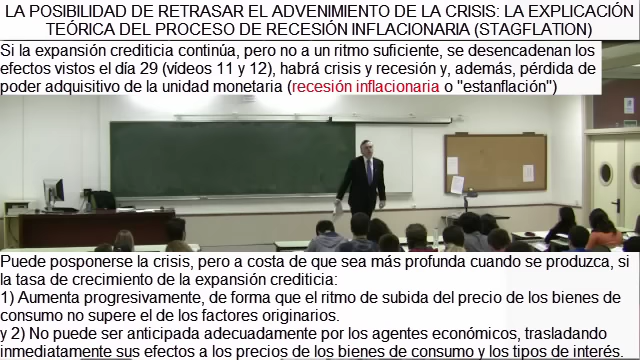 LA POSIBILIDAD DE RETRASAR EL ADVENIMIENTO DE LA CRISIS: LA EXPLICACIÓN
TEÓRICA DEL PROCESO DE RECESIÓN INFLACIONARIA (STAGFLATION)
Si la expansión crediticia continúa, pero no a un ritmo suficiente, se desencadenan los
efectos vistos el día 29 (vídeos 11 y 12), habrá crisis y recesión y, además, pérdida de
poder adquisitivo de la unidad monetaria (recesión inflacionaria o "estanflación")
Puede posponerse la crisis, pero a costa de que sea más profunda cuando se produzca, si
la tasa de crecimiento de la expansión crediticia:
1) Aumenta progresivamente, de forma que el ritmo de subida del precio de los bienes de
consumo no supere el de los factores originarios.
y 2) No puede ser anticipada adecuadamente por los agentes económicos, trasladando
inmediatamente sus efectos a los precios de los bienes de consumo y los tipos de interés.